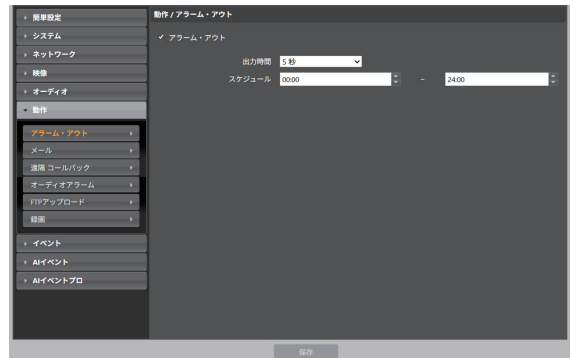 簡単設定
システム
ネットワーク
映像
オーディオ
動作
アラーム・アウト
メール
遠隔 コールバック
オーディオアラーム
FTPアップロード
録画
イベント
AIイベント
AIイベントプロ
動作 / アラーム・アウト
アラーム・アウト
出力時間 5 秒
スケジュール 00:00 – 24:00
保存